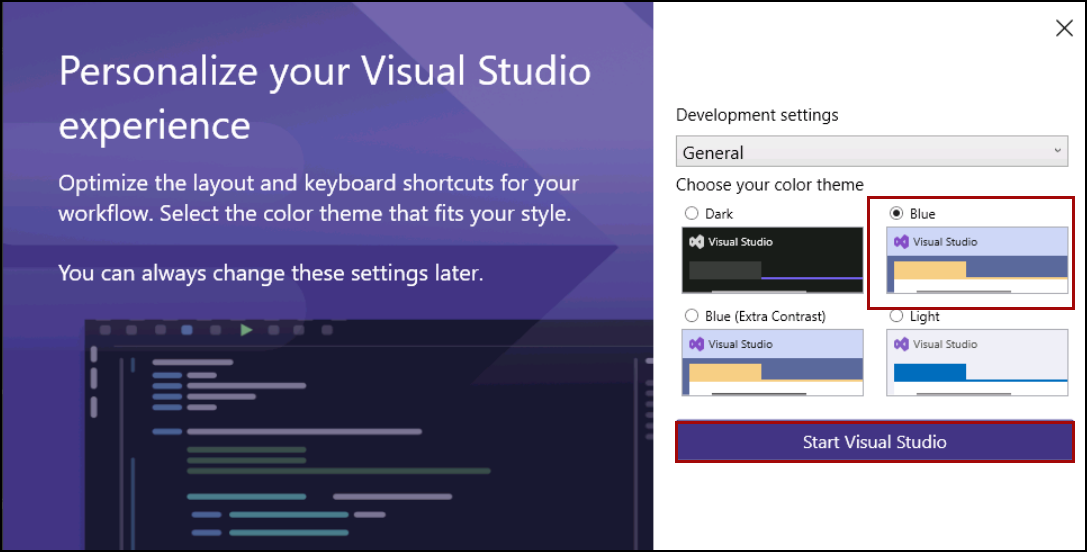 Personalize your Visual Studio
experience
Optimize the layout and keyboard shortcuts for your
workflow. Select the color theme that fits your style.
You can always change these settings later.
Development settings
General
Choose your color theme
Dark
Visual Studio
Blue
Visual Studio
Blue (Extra Contrast)
Visual Studio
Light
Visual Studio
Start Visual Studio